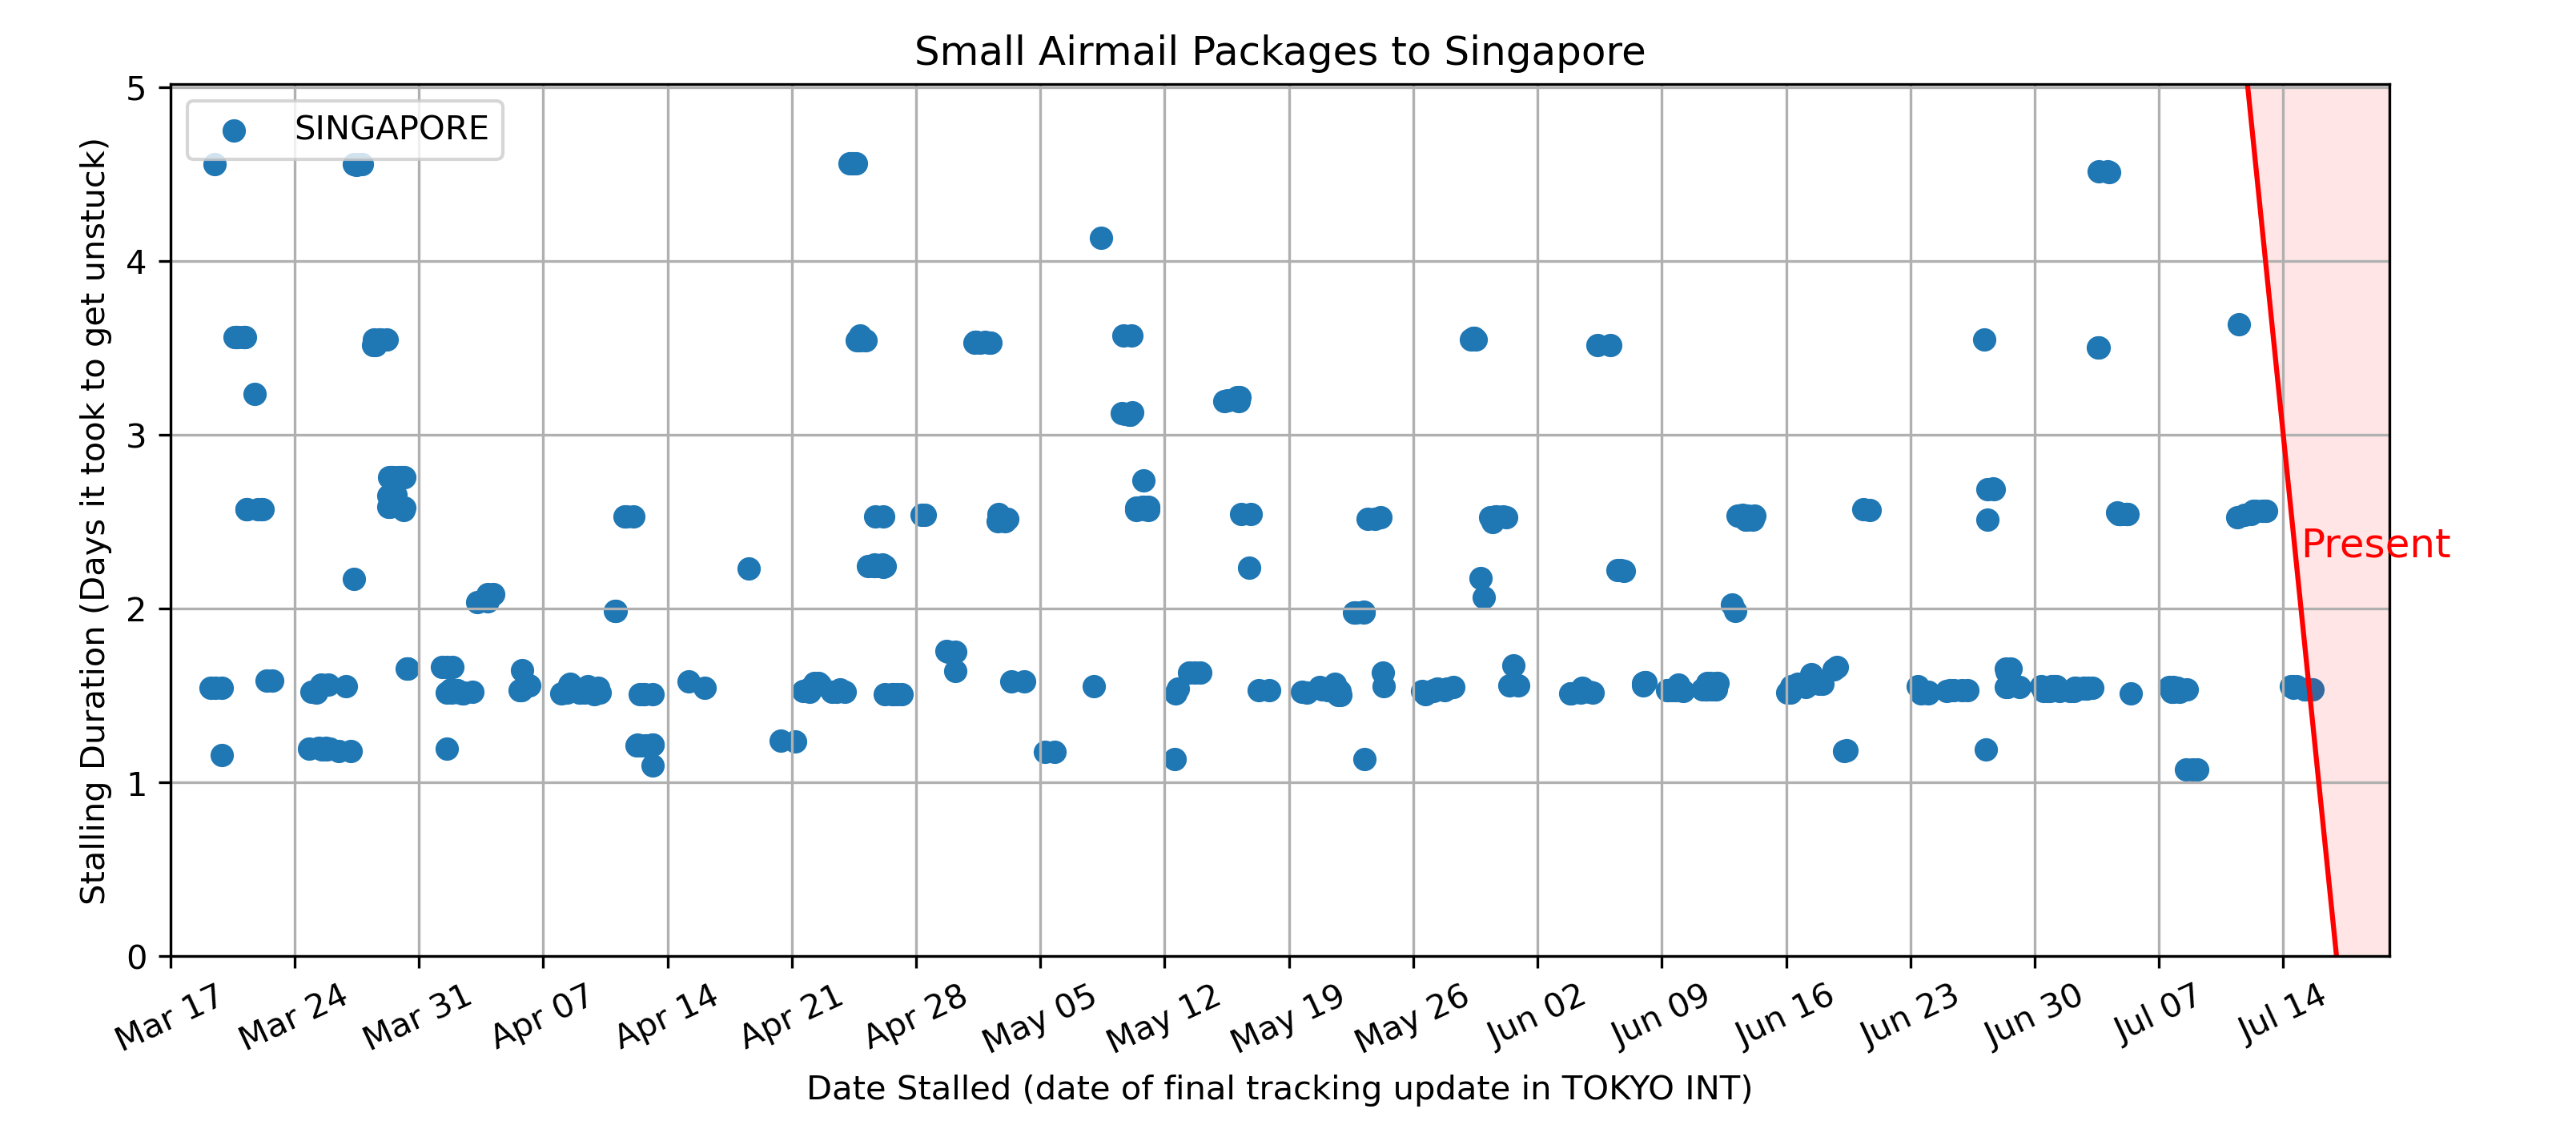 Small Airmail Packages to Singapore
SINGAPORE
Stalling Duration (Days it took to get unstuck)
5
4
3
2
1
0
Present
Mar 17
Mar 24
Mar 31
Apr 07
Apr 14
Apr 21
Apr 28
May 05
May 12
May 19
May 26
Jun 02
Jun 09
Jun 16
Jun 23
Jun 30
Jul 07
Jul 14
Date Stalled (date of final tracking update in TOKYO INT)